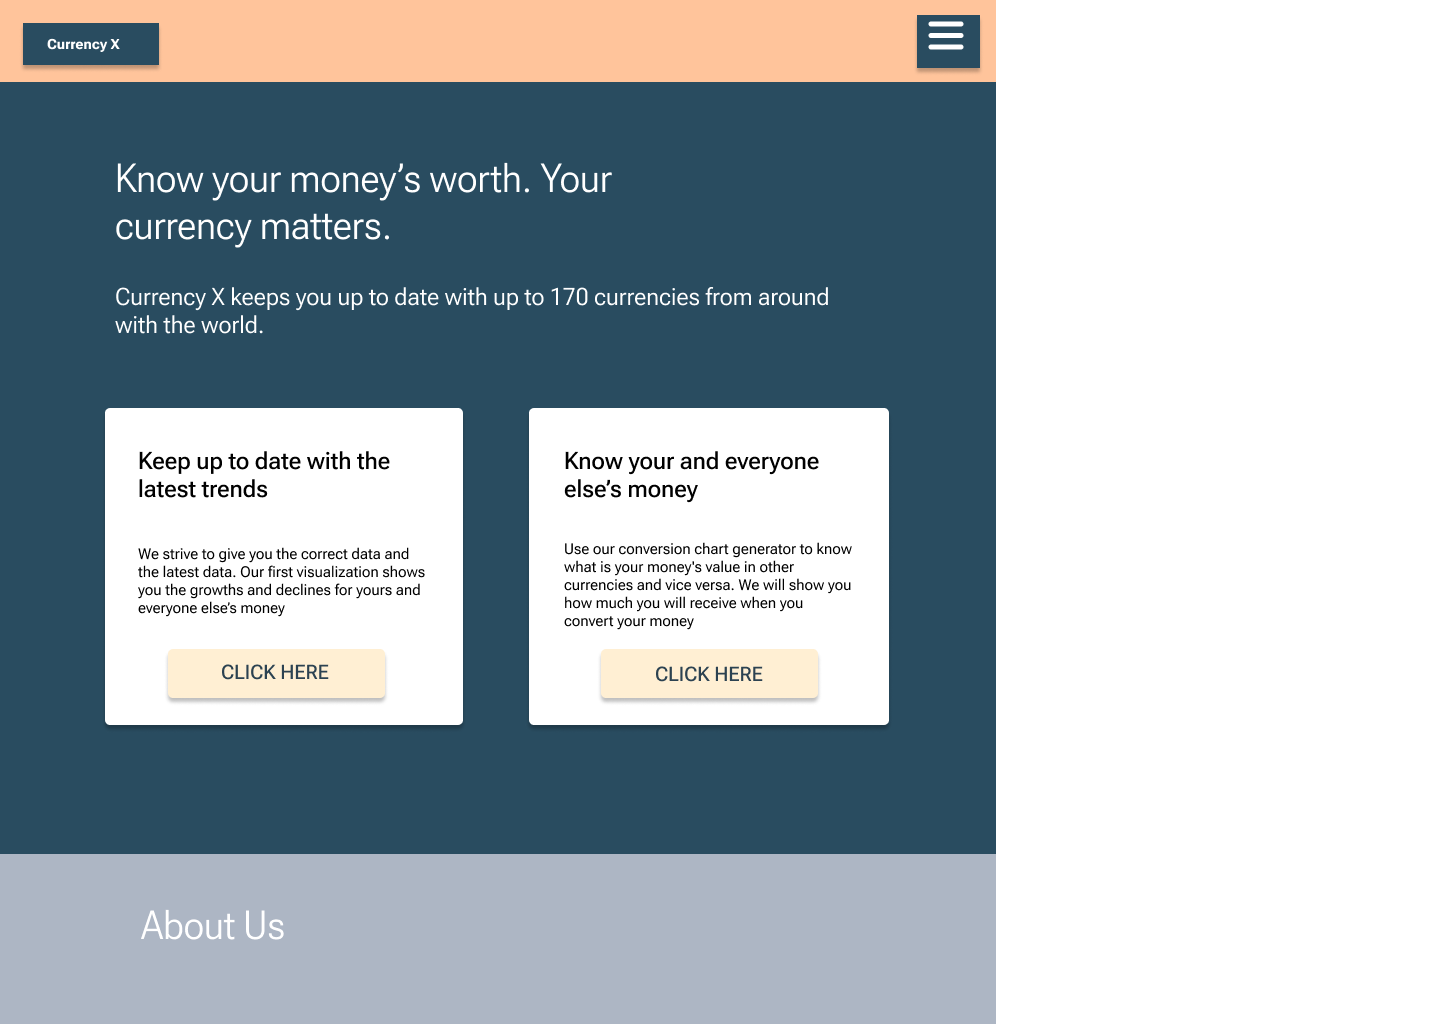 Currency X
Know your money’s worth. Your
currency matters.
Currency X keeps you up to date with up to 170 currencies from around
with the world.
Keep up to date with the
latest trends
We strive to give you the correct data and
the latest data. Our first visualization shows
you the growths and declines for yours and
everyone else’s money
CLICK HERE
Know your and everyone
else’s money
Use our conversion chart generator to know
what is your money's value in other
currencies and vice versa. We will show you
how much you will receive when you
convert your money
CLICK HERE
About Us